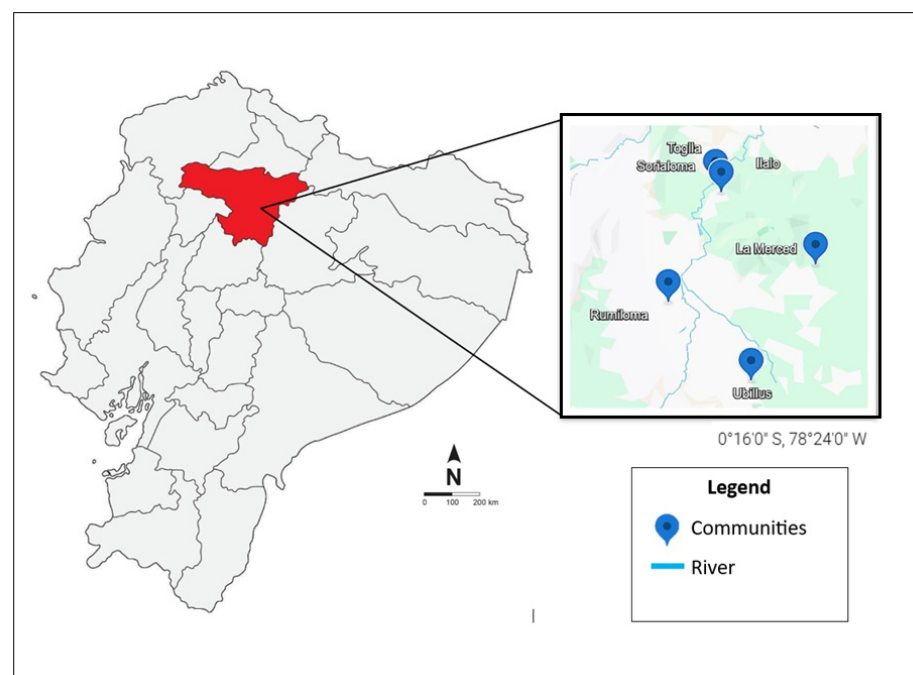 Toglla
Sorialoma
Ilalo
La Merced
Rumiloma
Ubillus
0°16'0" S, 78°24'0" W
N
0 100 200 km
Legend
Communities
River